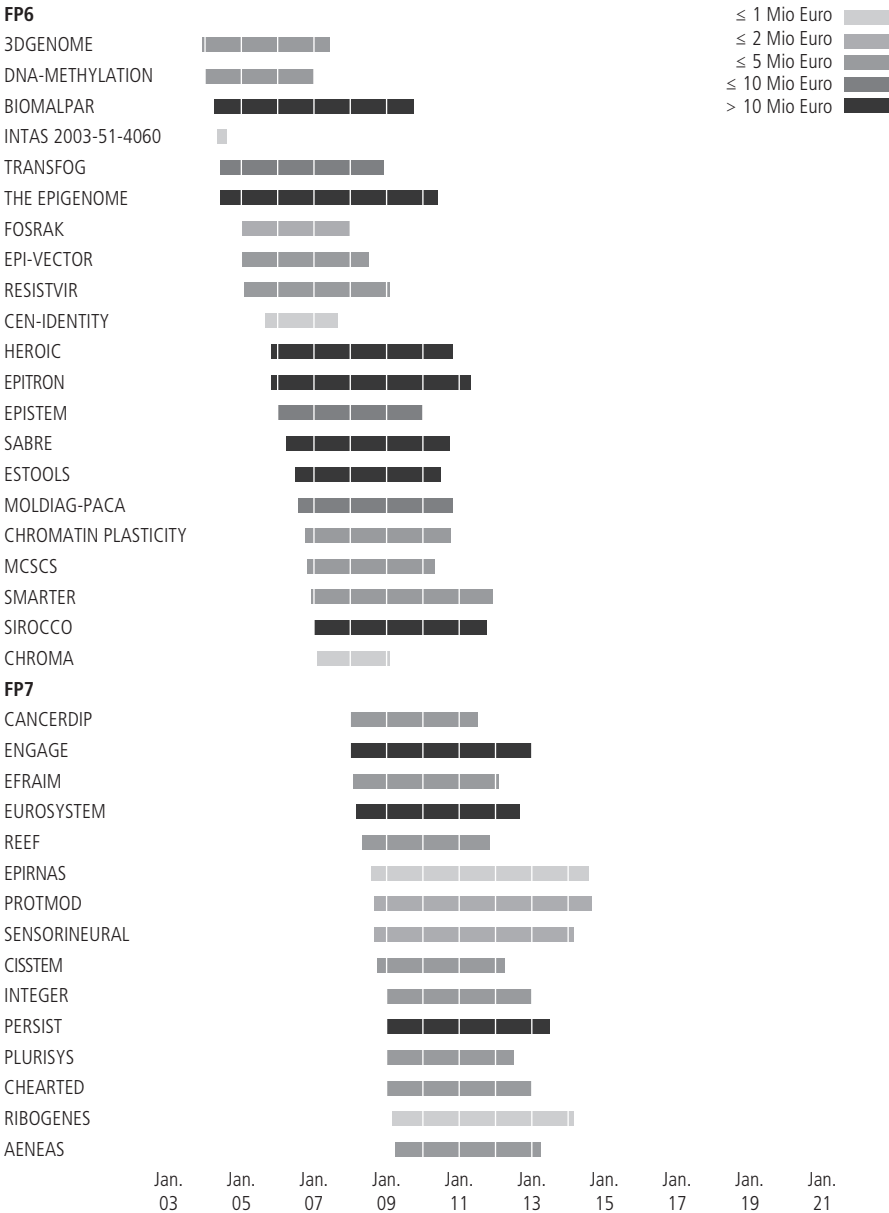 FP6
≤ 1 Mio Euro
≤ 2 Mio Euro
≤ 5 Mio Euro
≤ 10 Mio Euro
> 10 Mio Euro
3DGENOME
DNA-METHYLATION
BIOMALPAR
INTAS 2003-51-4060
TRANSFOG
THE EPIGENOME
FOSRAK
EPI-VECTOR
RESISTVIR
CEN-IDENTITY
HEROIC
EPITRON
EPISTEM
SABRE
ESTOOLS
MOLDIAG-PACA
CHROMATIN PLASTICITY
MCSCS
SMARTER
SIROCCO
CHROMA
FP7
CANCERDIP
ENGAGE
EFRAIM
EUROSYSTEM
REEF
EPIRNAS
PROTMOD
SENSORINEURAL
CISSTEM
INTEGER
PERSIST
PLURISYS
CHEARTED
RIBOGENES
AENEAS
Jan. Jan. Jan. Jan. Jan. Jan. Jan. Jan. Jan. Jan.
03 05 07 09 11 13 15 17 19 21